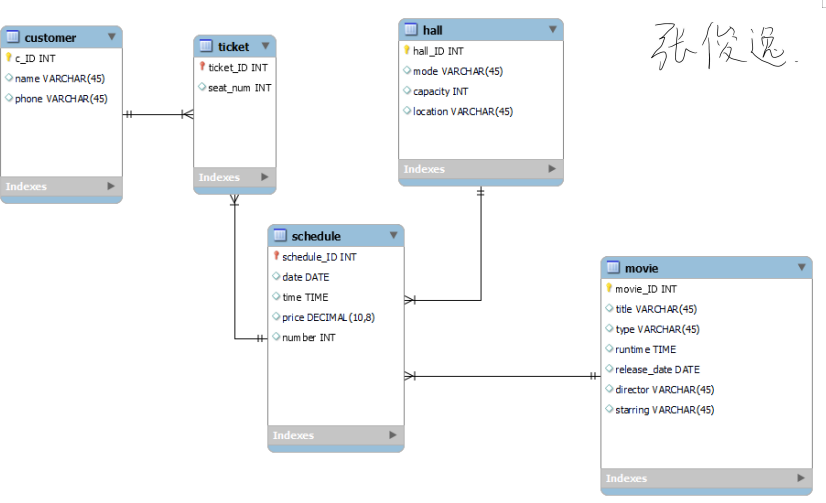 customer
c_ID INT
name VARCHAR(45)
phone VARCHAR(45)
Indexes
ticket
ticket_ID INT
seat_num INT
Indexes
hall
hall_ID INT
mode VARCHAR(45)
capacity INT
location VARCHAR(45)
Indexes
张俊逸.
schedule
schedule_ID INT
date DATE
time TIME
price DECIMAL(10,8)
number INT
Indexes
movie
movie_ID INT
title VARCHAR(45)
type VARCHAR(45)
runtime TIME
release_date DATE
director VARCHAR(45)
starring VARCHAR(45)
Indexes